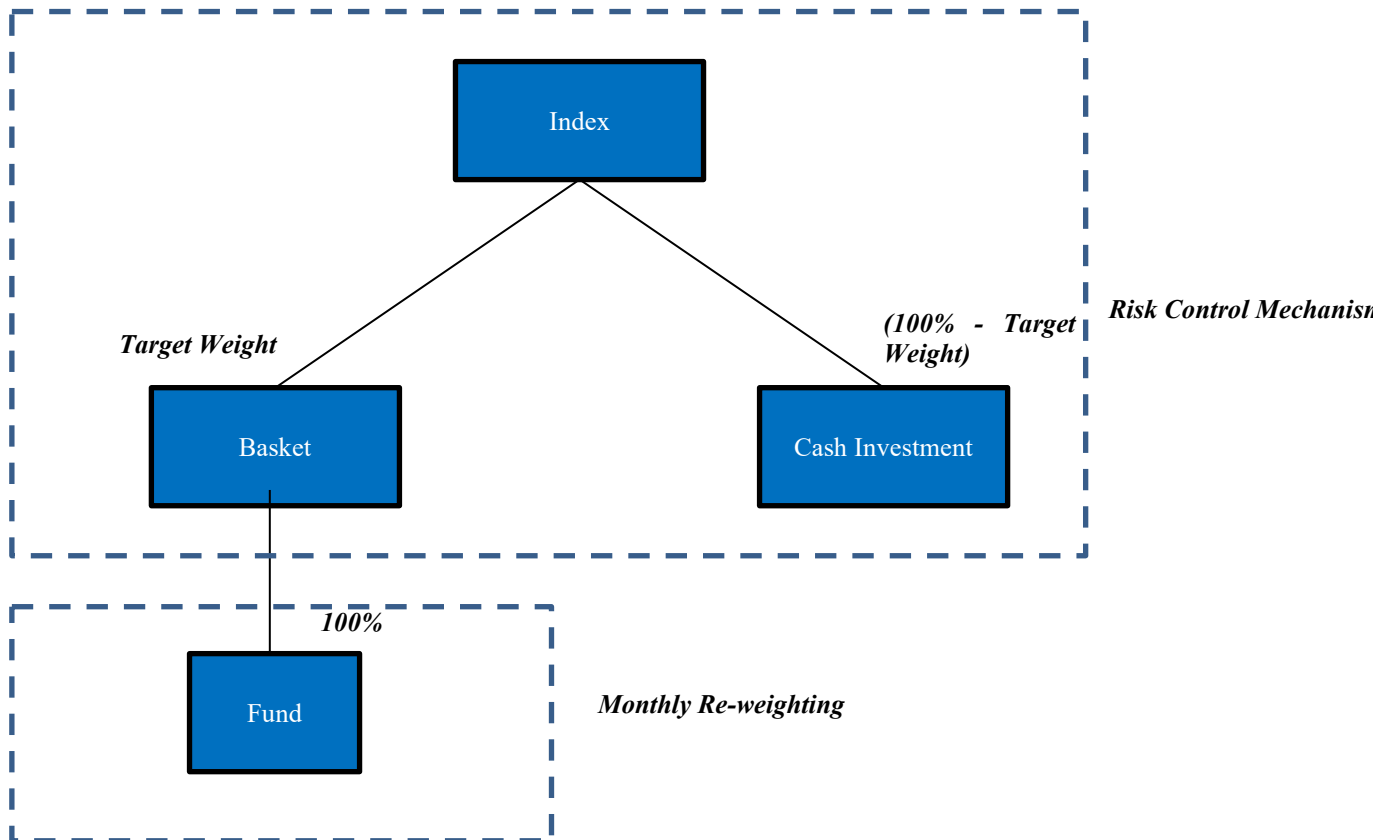 Index
Target Weight
(100% - Target
Weight)
Risk Control Mechanism
Basket
Cash Investment
100%
Fund
Monthly Re-weighting